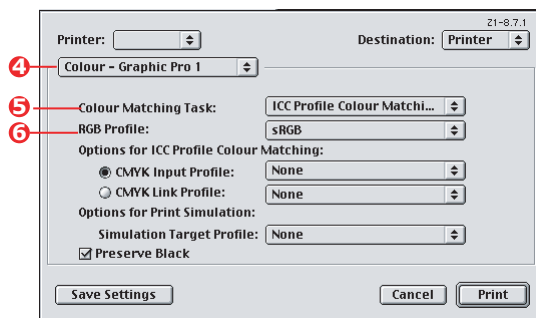 Z1-8.7.1
Printer: Destination: Printer
4 Colour - Graphic Pro 1
5 Colour Matching Task: ICC Profile Colour Matchi...
6 RGB Profile: sRGB
Options for ICC Profile Colour Matching:
CMYK Input Profile: None
CMYK Link Profile: None
Options for Print Simulation:
Simulation Target Profile: None
Preserve Black
Save Settings Cancel Print